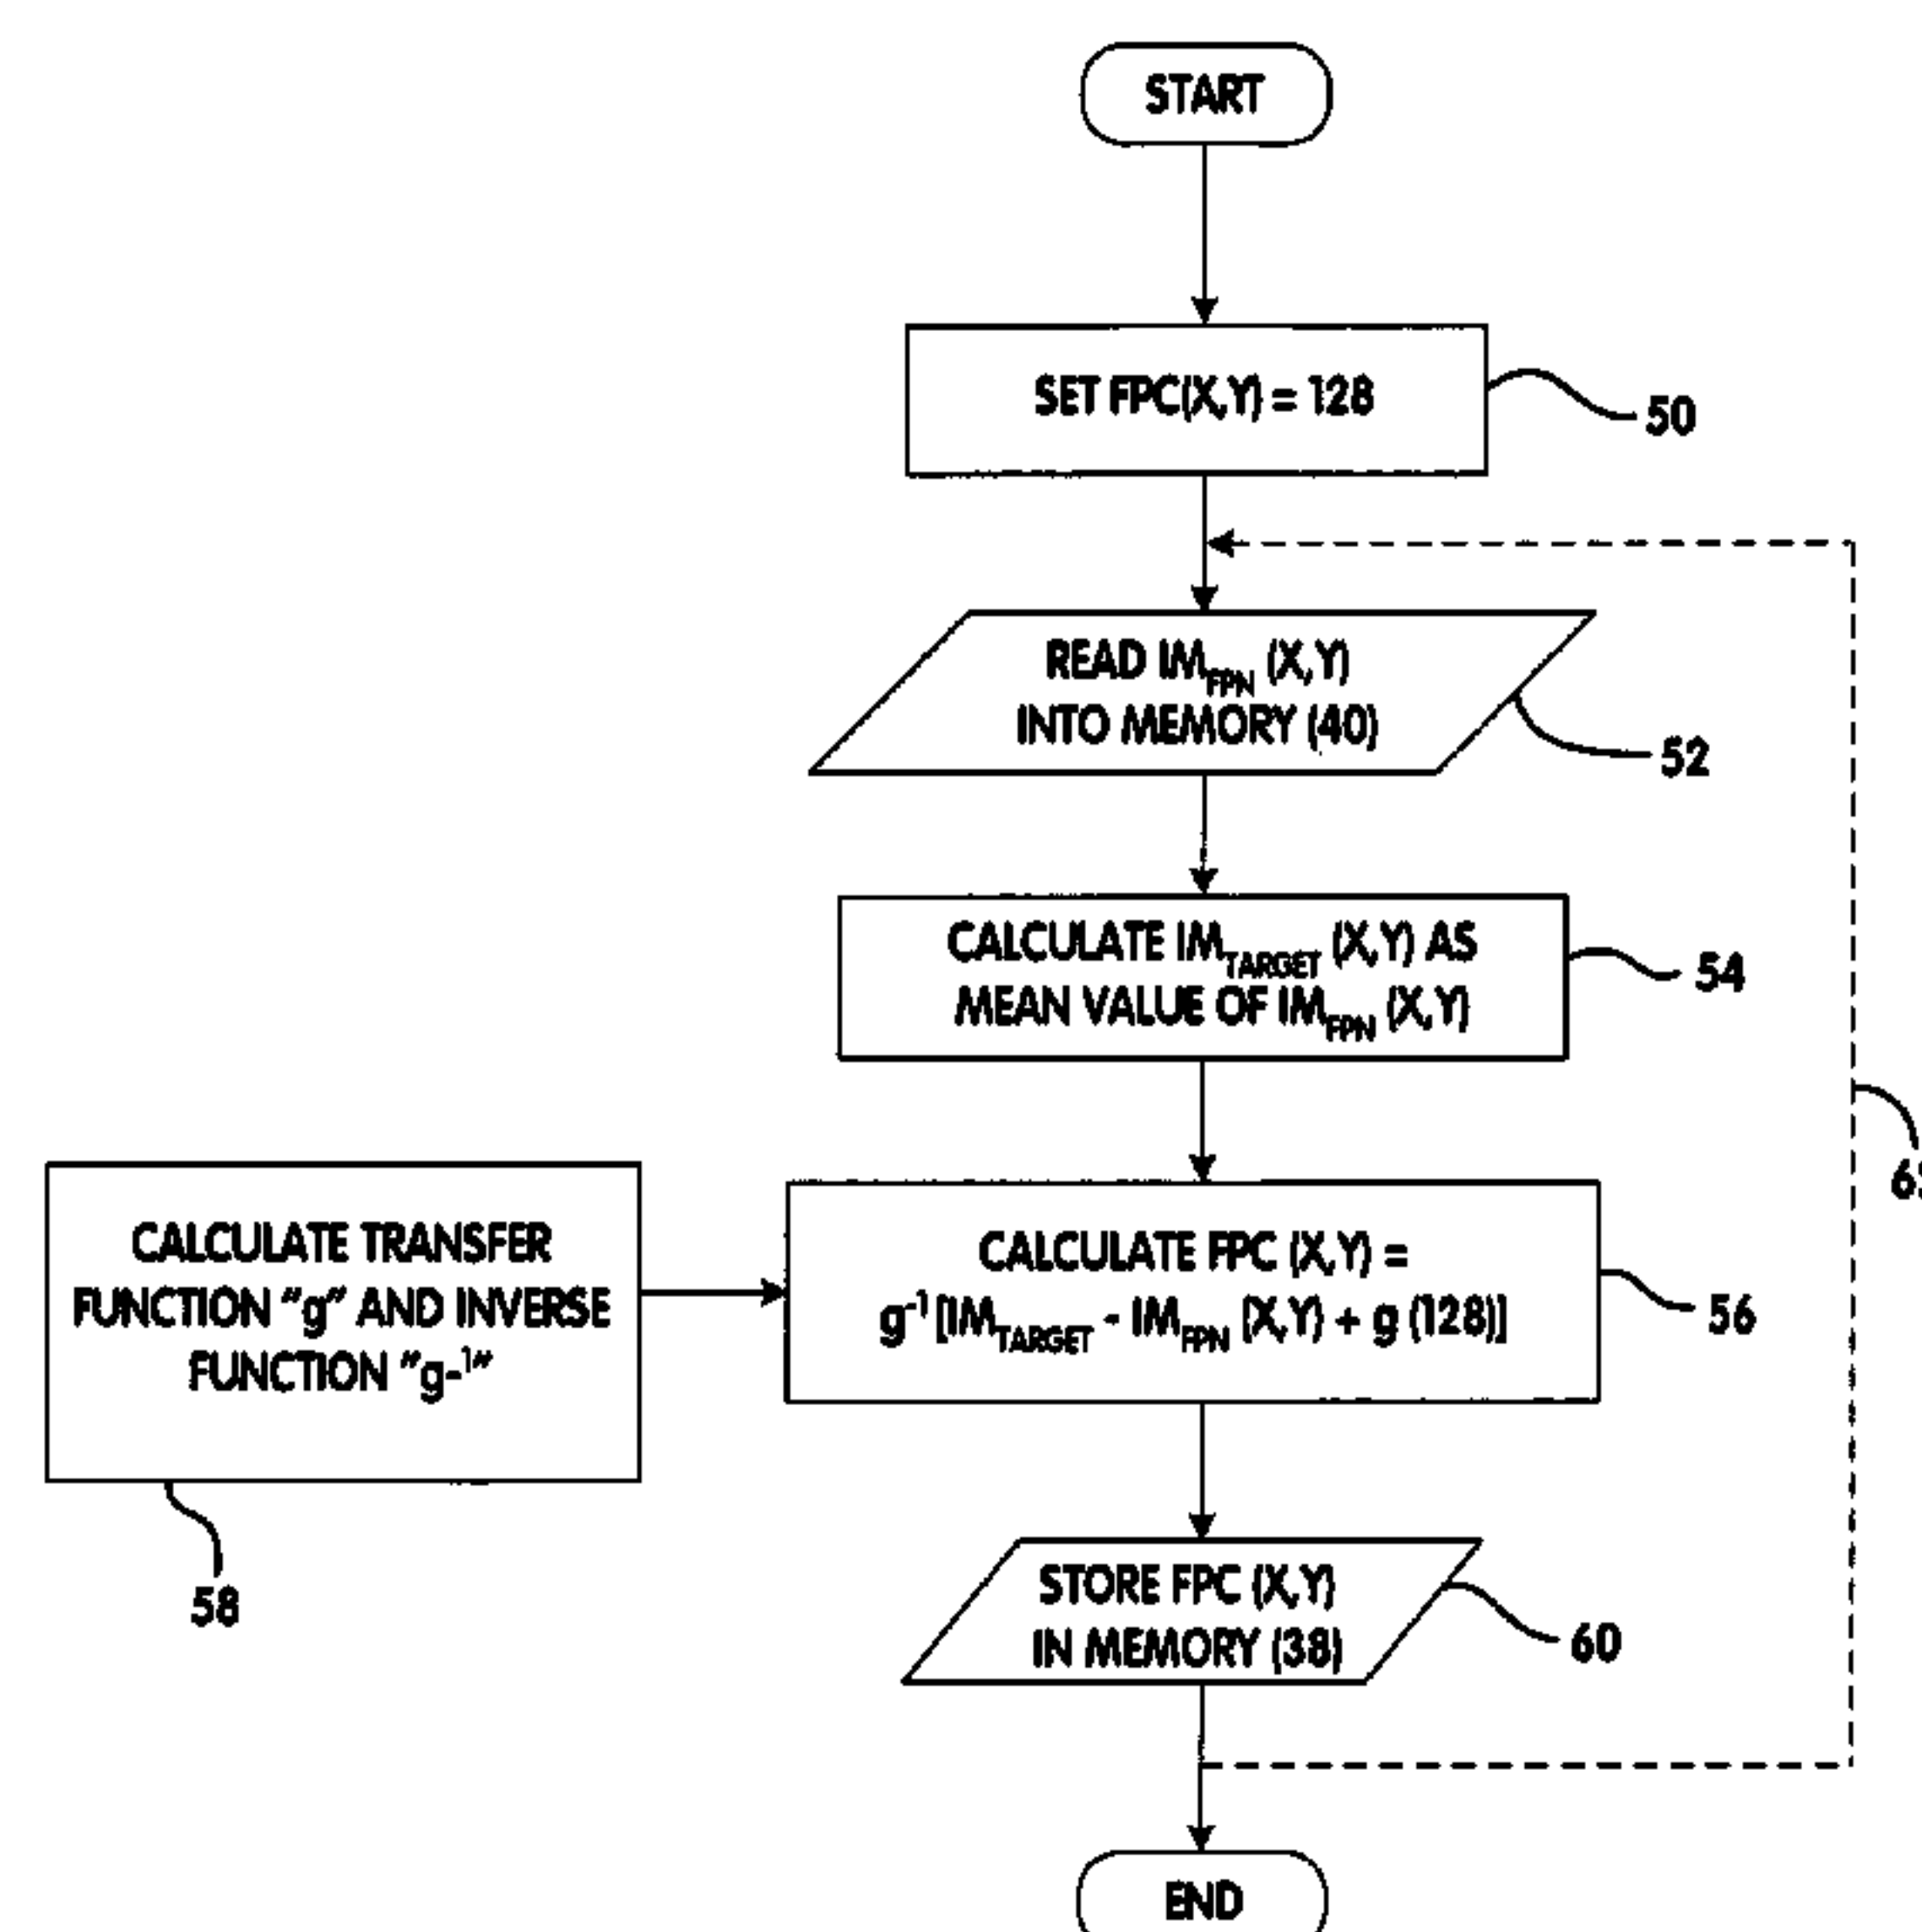 START
SET FPC(X,Y) = 128
50
READ IM_FPN (X,Y)
INTO MEMORY (40)
52
CALCULATE IM_TARGET (X,Y) AS
MEAN VALUE OF IM_FPN (X,Y)
54
CALCULATE TRANSFER
FUNCTION "g" AND INVERSE
FUNCTION "g-¹"
58
CALCULATE FPC (X,Y) =
g⁻¹ [IM_TARGET - IM_FPN (X,Y) + g (128)]
56
STORE FPC (X,Y)
IN MEMORY (38)
60
END